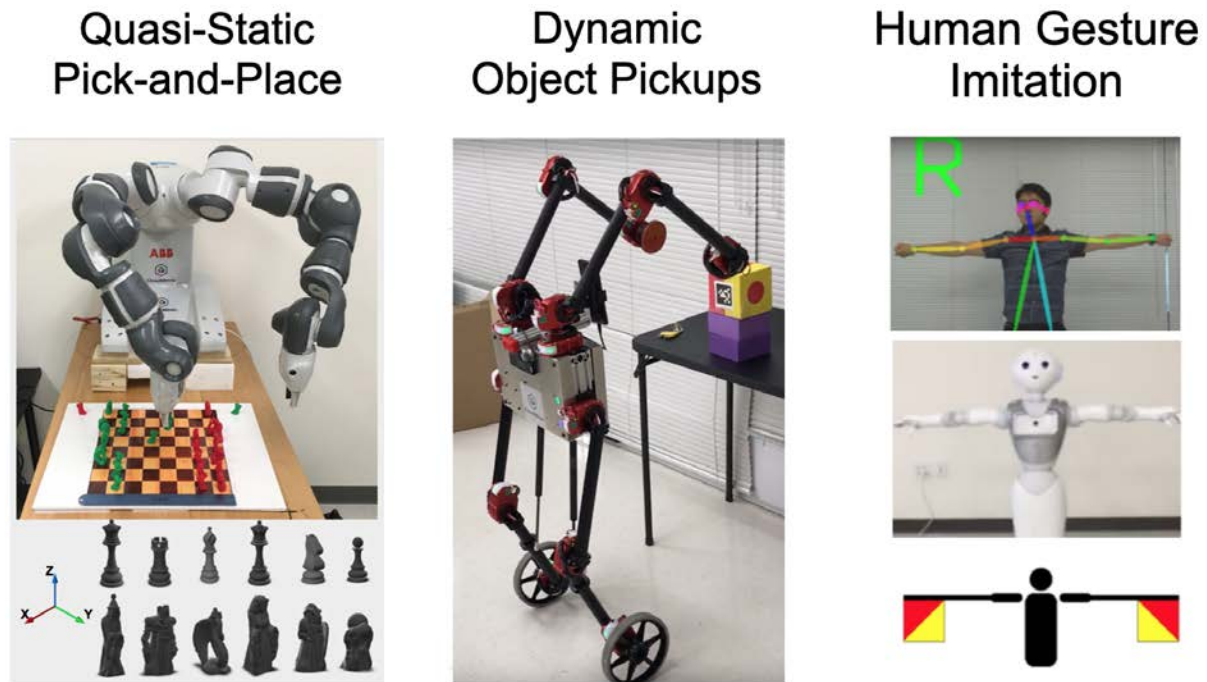 Quasi-Static
Pick-and-Place
Dynamic
Object Pickups
Human Gesture
Imitation
ABB
R
Z
X
Y